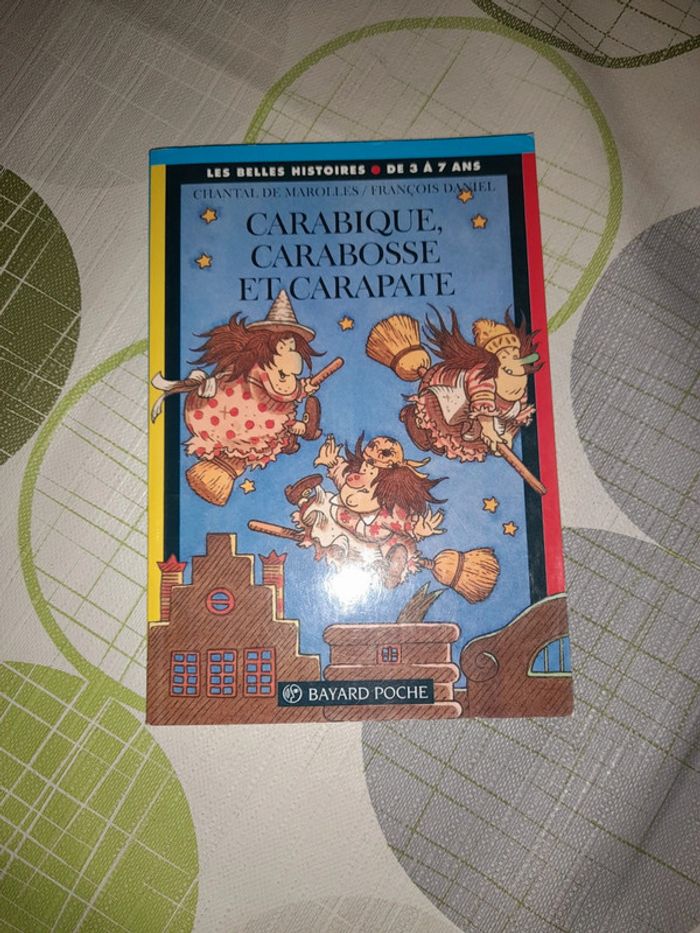 LES BELLES HISTOIRES • DE 3 À 7 ANS
CHANTAL DE MAROLLES / FRANÇOIS DANIEL
CARABIQUE,
CARABOSSE
ET CARAPATE
BAYARD POCHE